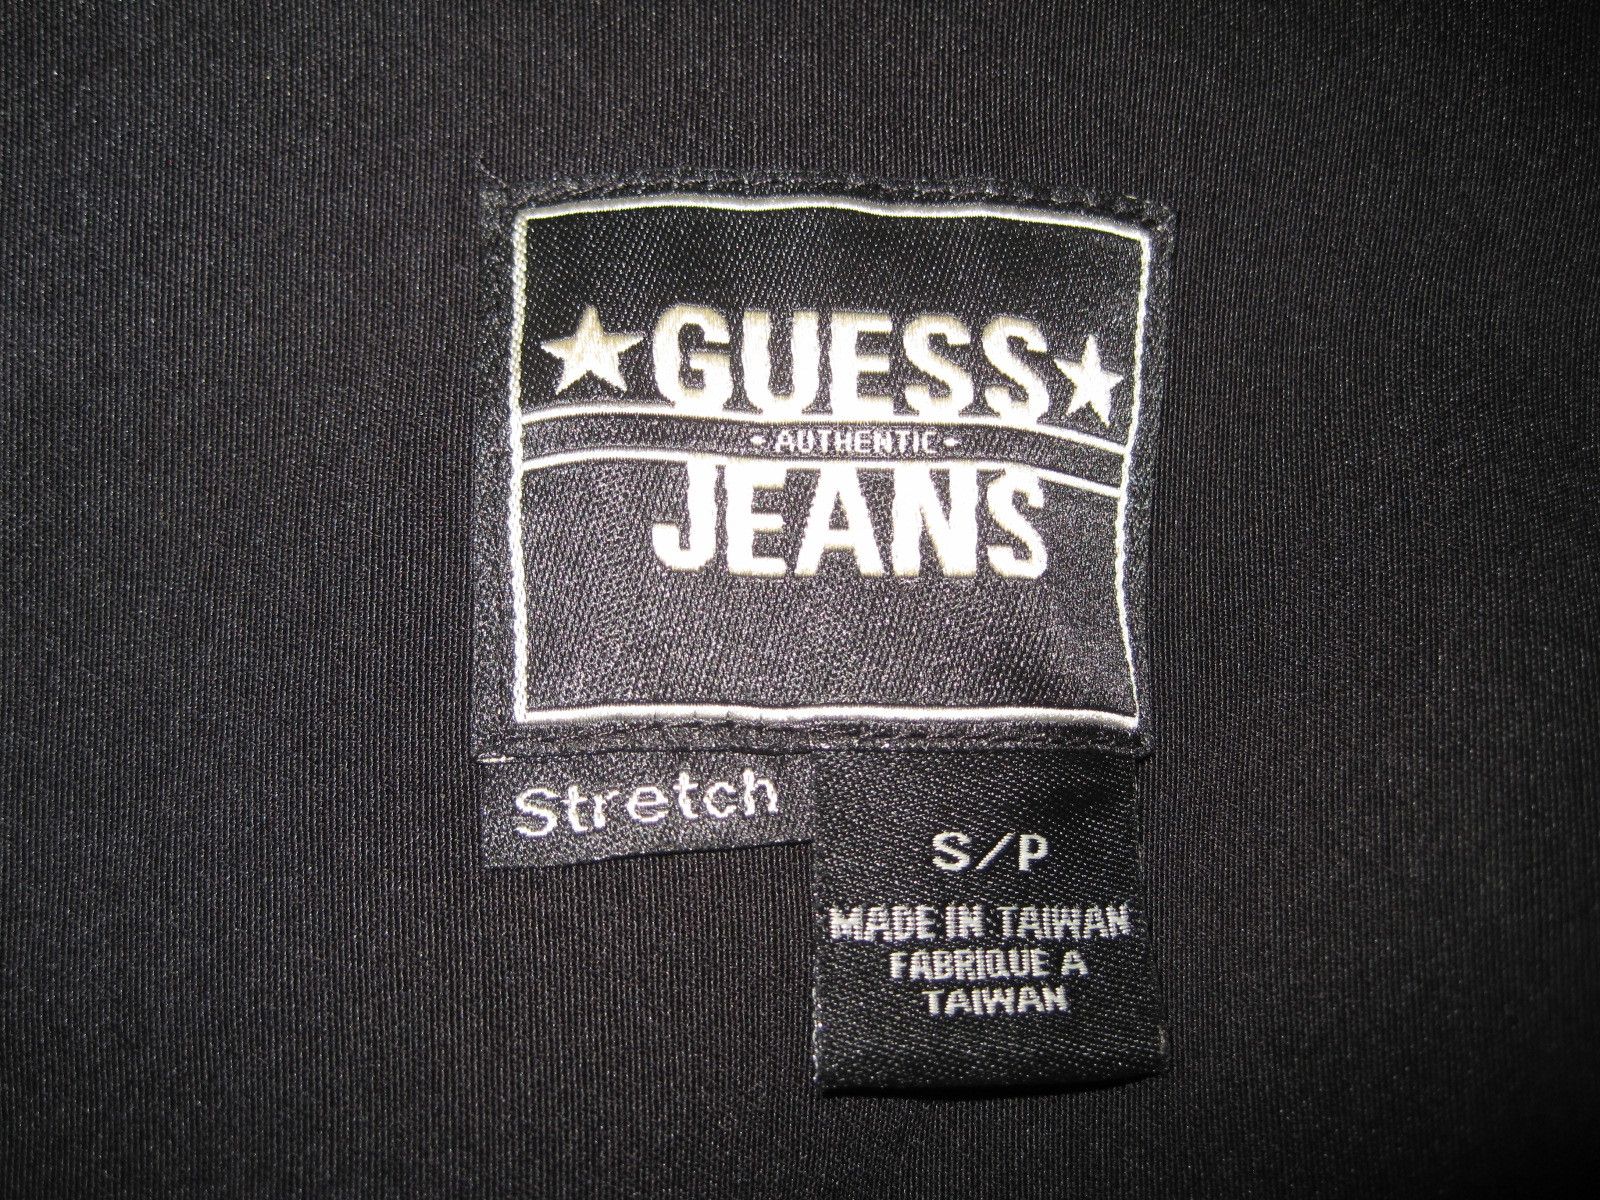 GUESS
• AUTHENTIC •
JEANS
Stretch
S/P
MADE IN TAIWAN
FABRIQUE A
TAIWAN